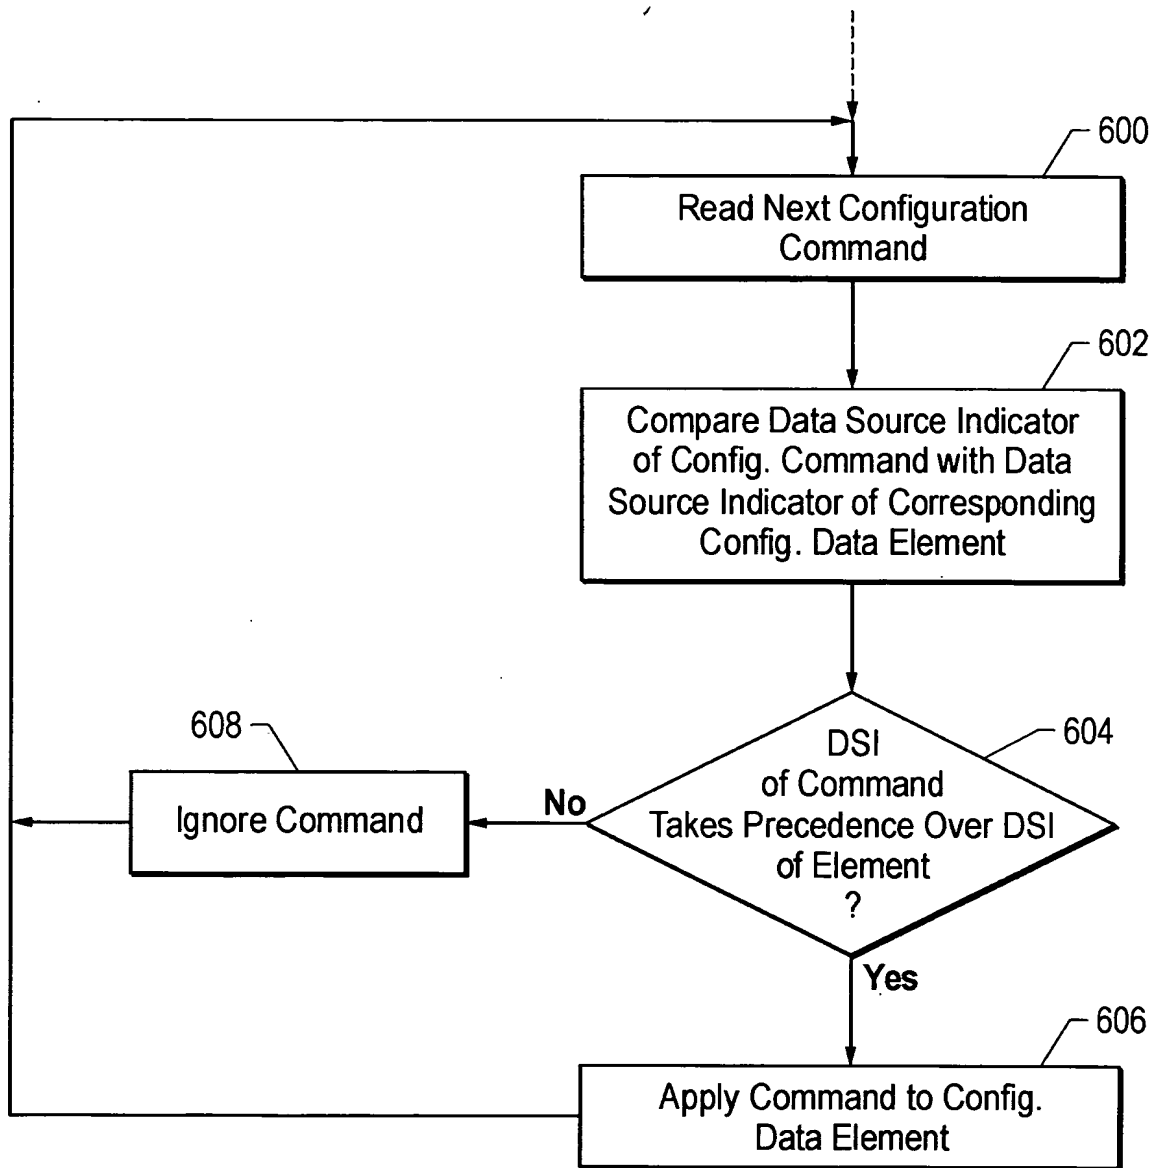 600
Read Next Configuration
Command
602
Compare Data Source Indicator
of Config. Command with Data
Source Indicator of Corresponding
Config. Data Element
608
604
DSI
of Command
Takes Precedence Over DSI
of Element
?
No
Ignore Command
Yes
606
Apply Command to Config.
Data Element